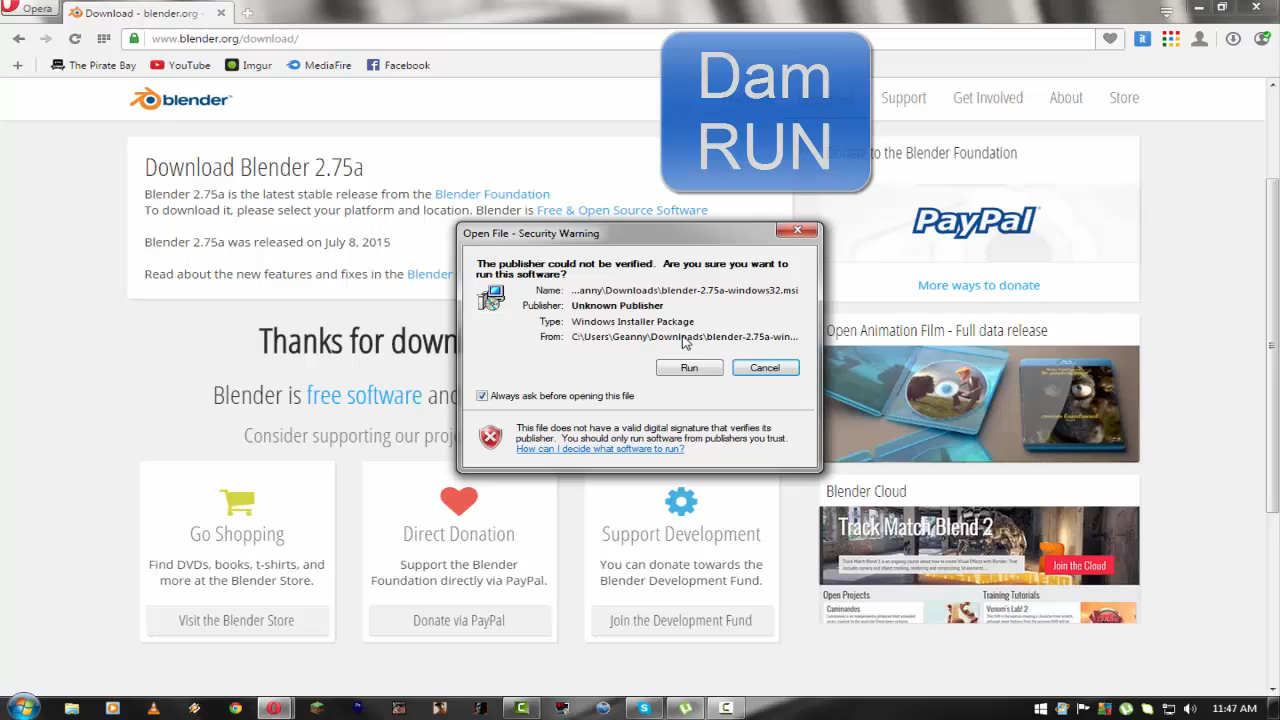 Opera
Download - blender.org -
www.blender.org/download/
The Pirate Bay
YouTube
Imgur
MediaFire
Facebook
Dam
RUN
blender
Support
Get Involved
About
Store
Download Blender 2.75a
Blender 2.75a is the latest stable release from the Blender Foundation
To download it, please select your platform and location. Blender is Free & Open Source Software
Blender 2.75a was released on July 8, 2015
Read about the new features and fixes in the Blender
to the Blender Foundation
PayPal
More ways to donate
Open File - Security Warning
The publisher could not be verified. Are you sure you want to
run this software?
Name: ...anny\Downloads\blender-2.75a-windows32.msi
Publisher: Unknown Publisher
Type: Windows Installer Package
From: C:\Users\Geanny\Downloads\blender-2.75a-win...
Run
Cancel
Always ask before opening this file
This file does not have a valid digital signature that verifies its
publisher. You should only run software from publishers you trust.
How can I decide what software to run?
Thanks for down
Blender is free software and
Consider supporting our proje
Open Animation Film - Full data release
Go Shopping
Find DVDs, books, t-shirts, and
more at the Blender Store.
Visit the Blender Store
Direct Donation
Support the Blender
Foundation directly via PayPal.
Donate via PayPal
Support Development
You can donate towards the
Blender Development Fund.
Join the Development Fund
Blender Cloud
Track Match Blend 2
Join the Cloud
Open Projects
Caminandes
Training Tutorials
Venom's Lab! 2
11:47 AM